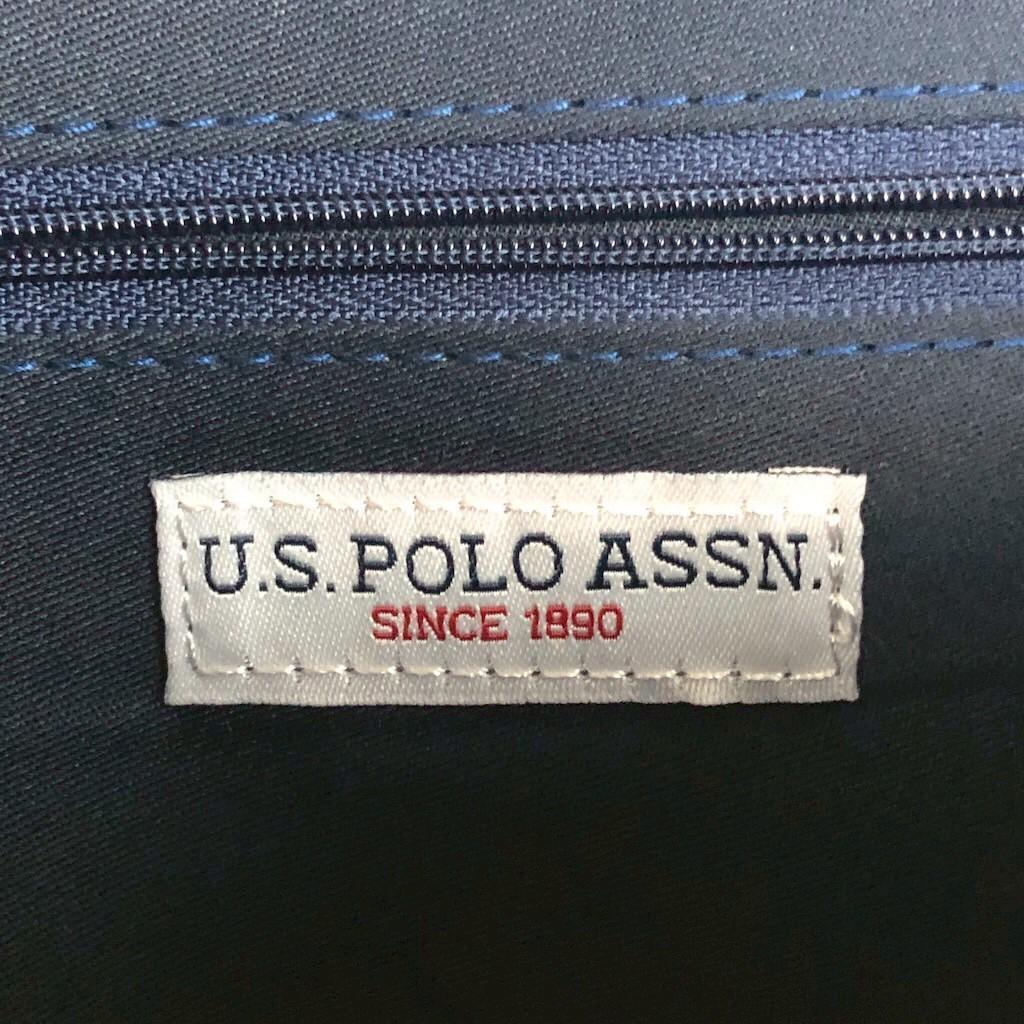 U.S. POLO ASSN.
SINCE 1890